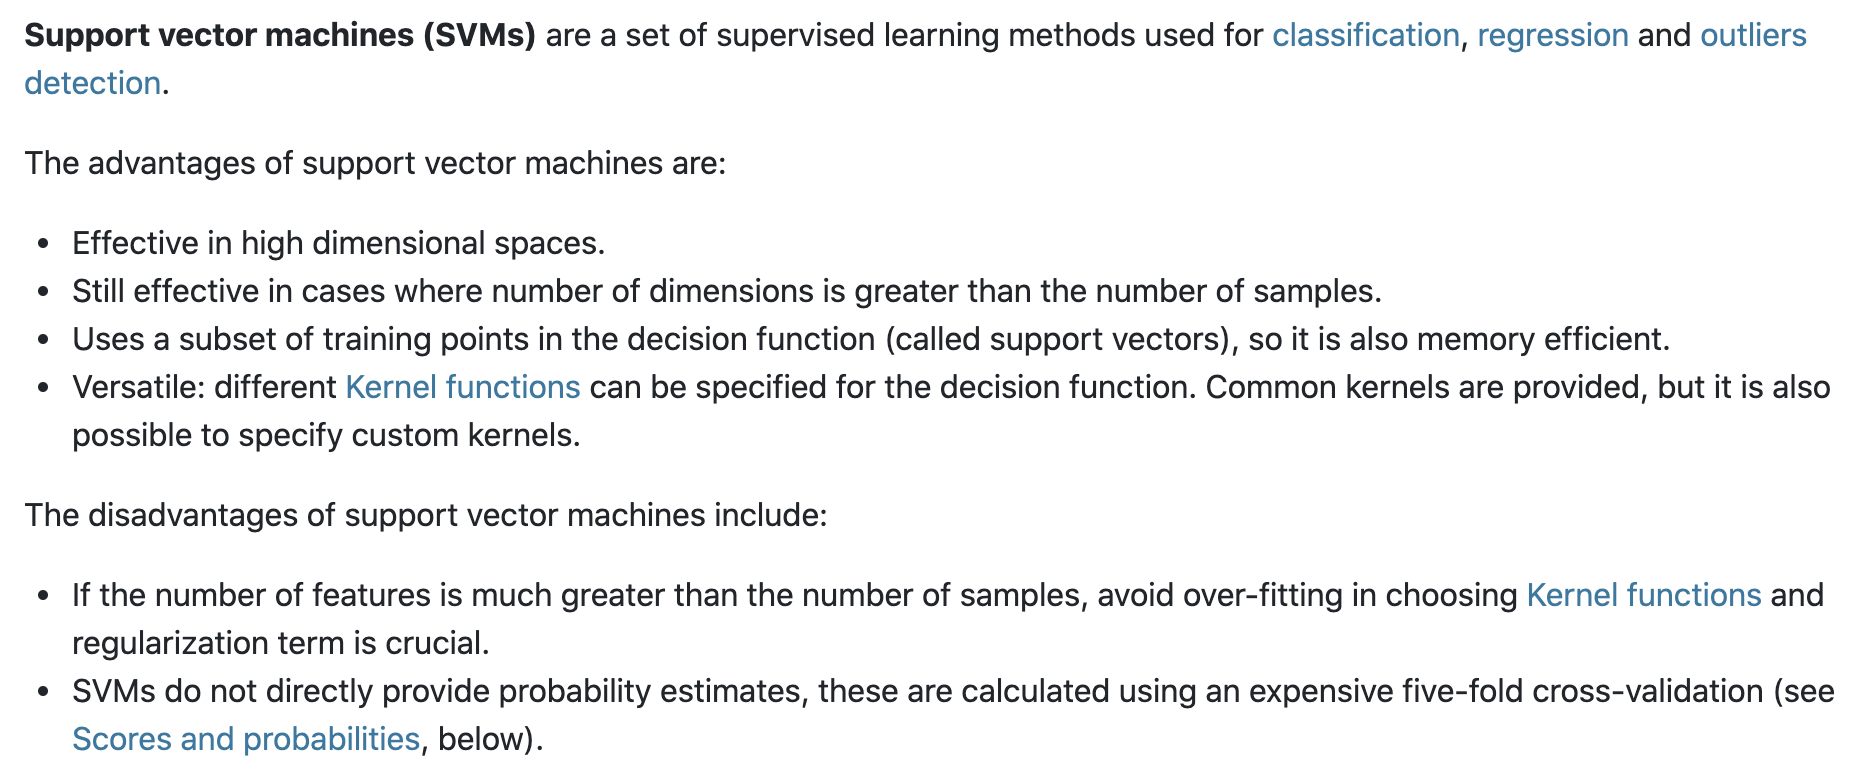 Support vector machines (SVMs) are a set of supervised learning methods used for classification, regression and outliers
detection.
The advantages of support vector machines are:
• Effective in high dimensional spaces.
• Still effective in cases where number of dimensions is greater than the number of samples.
• Uses a subset of training points in the decision function (called support vectors), so it is also memory efficient.
• Versatile: different Kernel functions can be specified for the decision function. Common kernels are provided, but it is also
possible to specify custom kernels.
The disadvantages of support vector machines include:
• If the number of features is much greater than the number of samples, avoid over-fitting in choosing Kernel functions and
regularization term is crucial.
• SVMs do not directly provide probability estimates, these are calculated using an expensive five-fold cross-validation (see
Scores and probabilities, below).